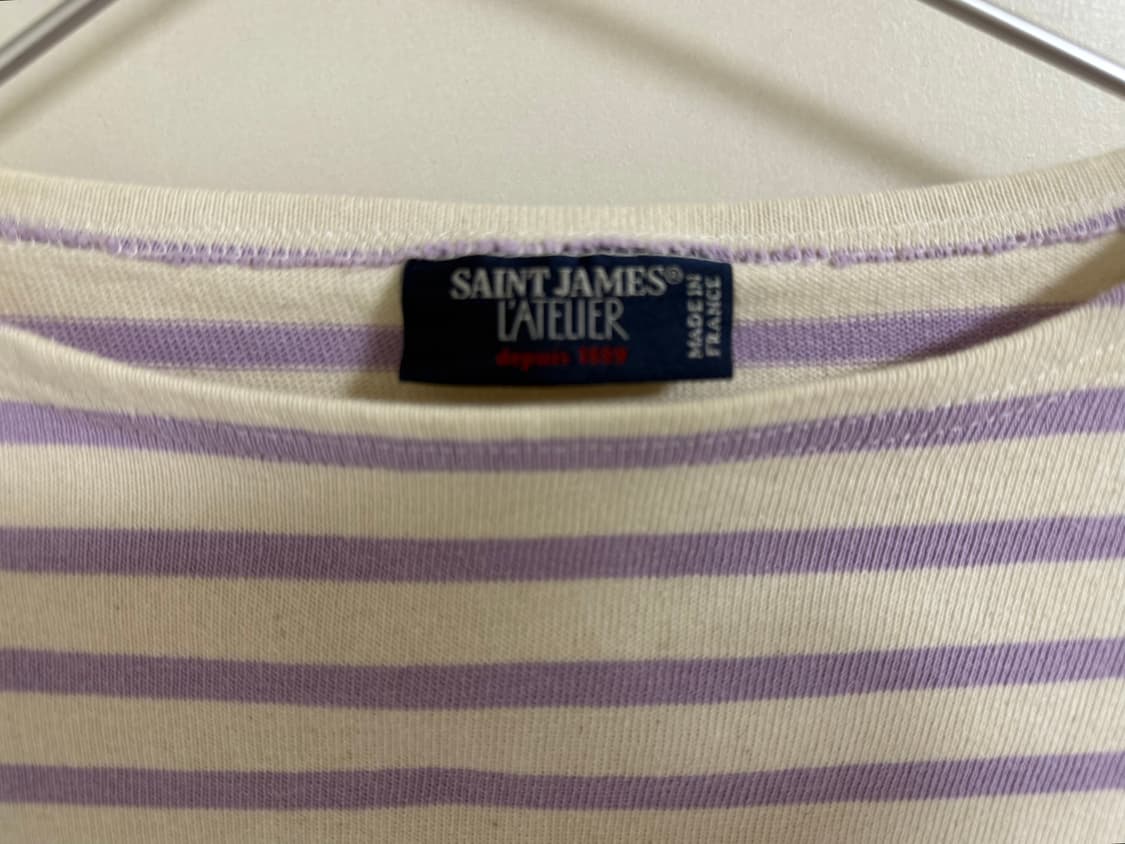 SAINT JAMES®
L'ATELIER
depuis 1889
MADE IN
FRANCE